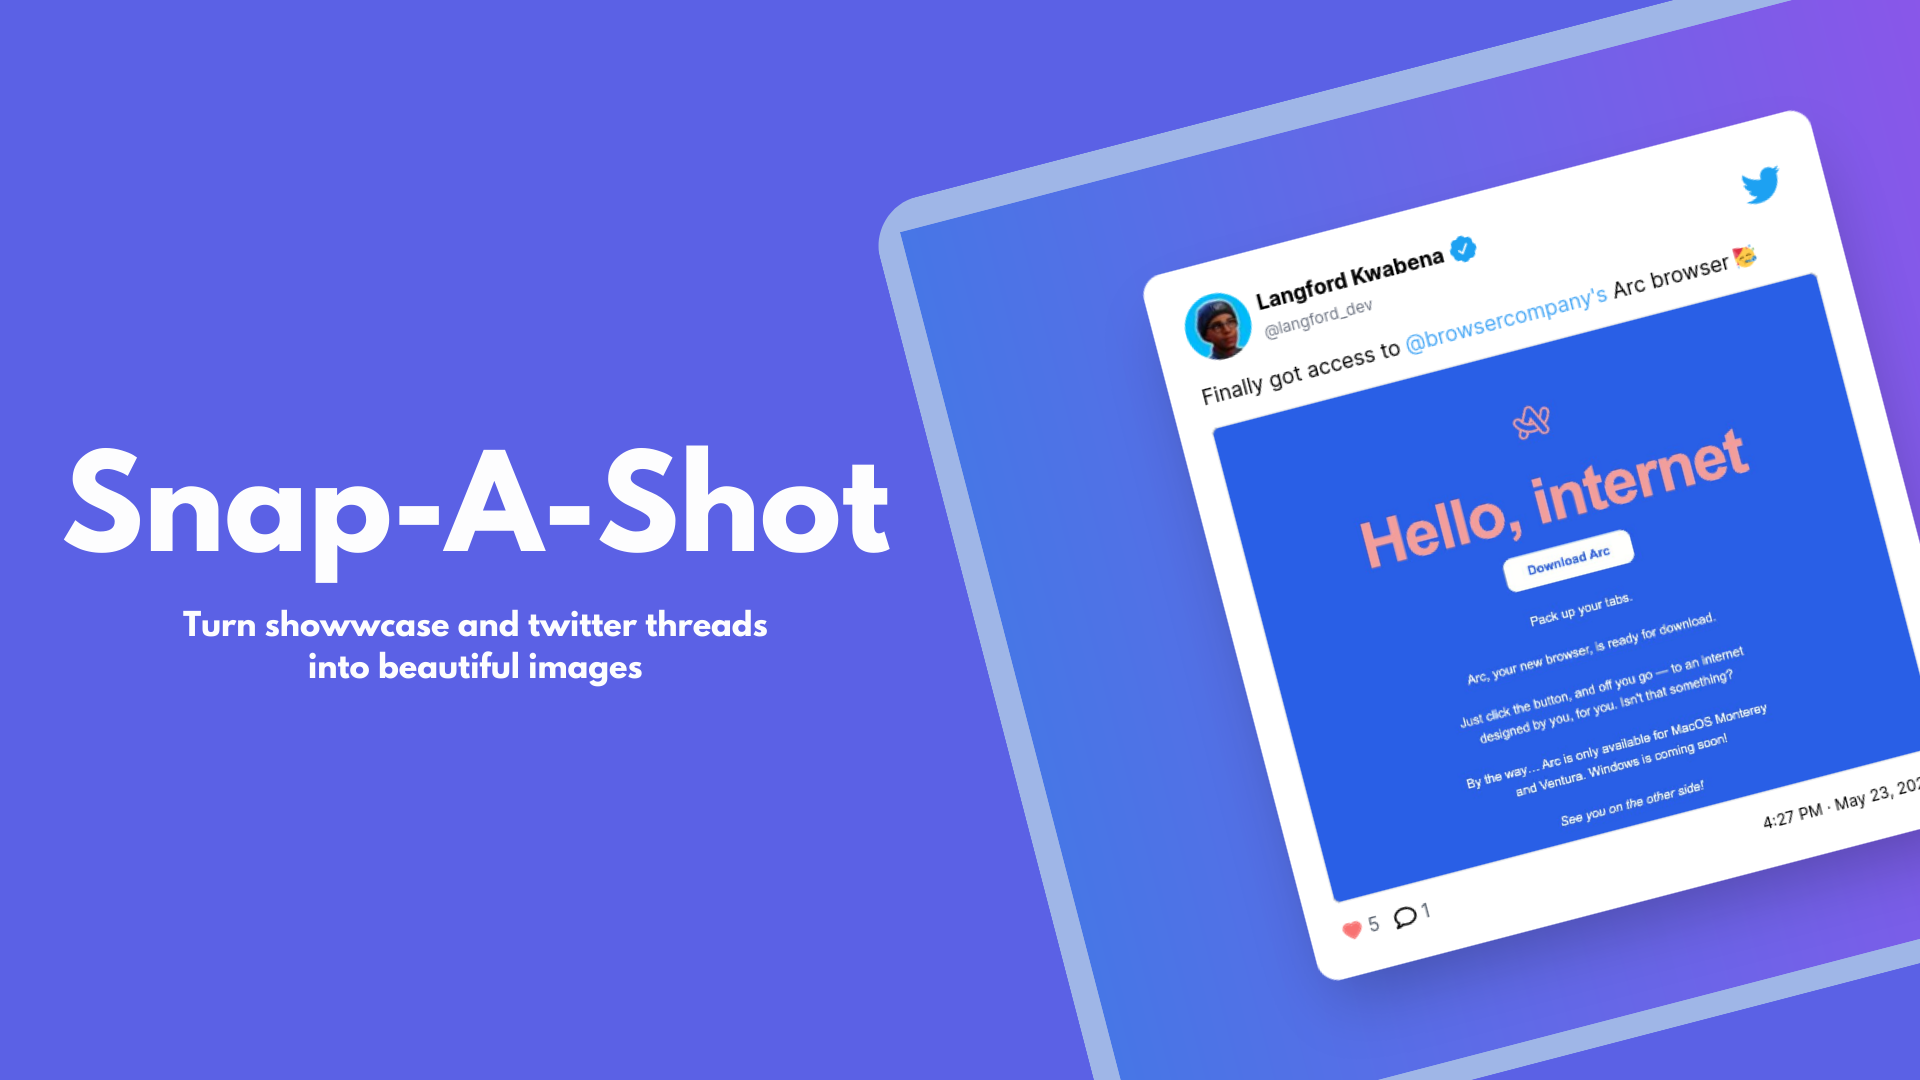 Snap-A-Shot
Turn showwcase and twitter threads
into beautiful images
Langford Kwabena
@langford_dev
Finally got access to @browsercompany's Arc browser
Hello, internet
Download Arc
Pack up your tabs.
Arc, your new browser, is ready for download.
Just click the button, and off you go — to an internet
designed by you, for you. Isn't that something?
By the way... Arc is only available for MacOS Monterey
and Ventura. Windows is coming soon!
See you on the other side!
4:27 PM · May 23,
5 1